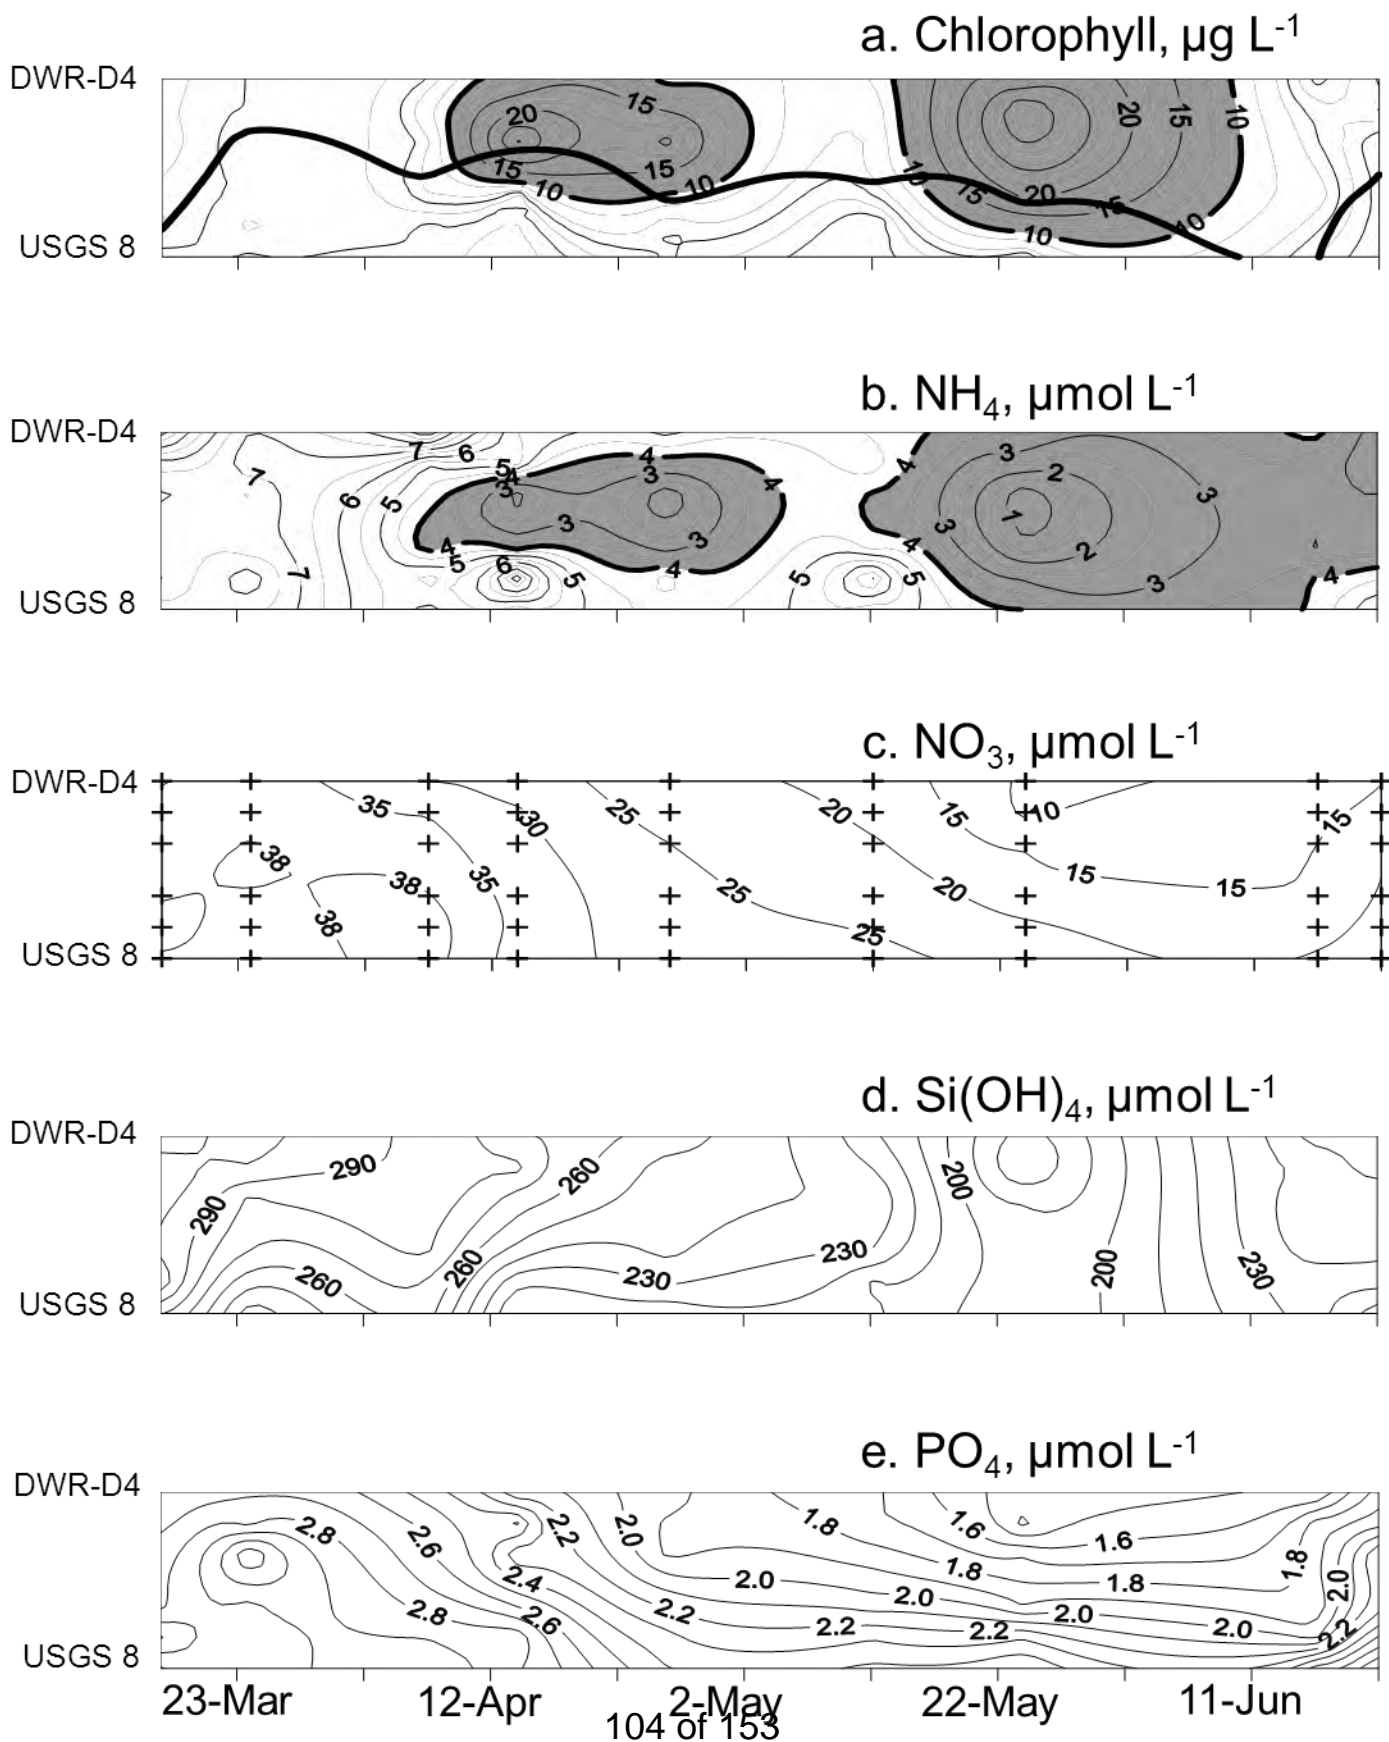 a. Chlorophyll, µg L-1
DWR-D4
20 15
15 15
10 10
20 15 10
10 15 20 15 10
10
USGS 8
b. NH4, µmol L-1
DWR-D4
7 6 5 4 4 4 4 3 2 3
7 6 5 3 3 3 3 1 2 3
7 4 5 6 5 4 5 5 4 3 4
USGS 8
c. NO3, µmol L-1
DWR-D4
35 30 25 20 15 10 15
38 38 35 25 20 15 15
38 25
USGS 8
d. Si(OH)4, µmol L-1
DWR-D4
290 260 200
290
260 260 230 230 200 230
USGS 8
e. PO4, µmol L-1
DWR-D4
2.8 2.6 2.2 2.0 1.8 1.6 1.6
2.4 2.0 1.8 1.8 1.8 2.0
2.8 2.6 2.2 2.0 2.0
2.2 2.2 2.0 2.2
USGS 8
23-Mar 12-Apr 2-May 22-May 11-Jun
104 of 153